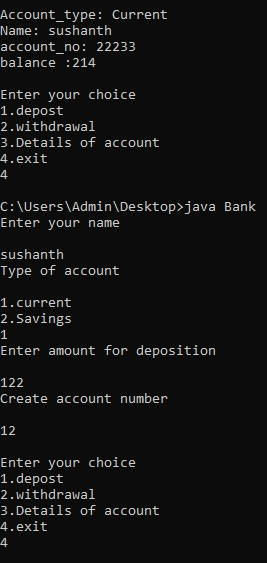 Account_type: Current
Name: sushanth
account_no: 22233
balance :214
Enter your choice
1.depost
2.withdrawal
3.Details of account
4.exit
4
C:\Users\Admin\Desktop>java Bank
Enter your name
sushanth
Type of account
1.current
2.Savings
1
Enter amount for deposition
122
Create account number
12
Enter your choice
1.depost
2.withdrawal
3.Details of account
4.exit
4